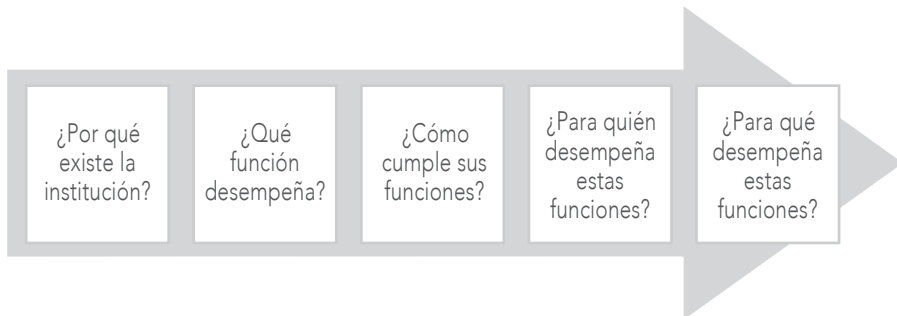 ¿Por qué
existe la
institución?
¿Qué
función
desempeña?
¿Cómo
cumple sus
funciones?
¿Para quién
desempeña
estas
funciones?
¿Para qué
desempeña
estas
funciones?